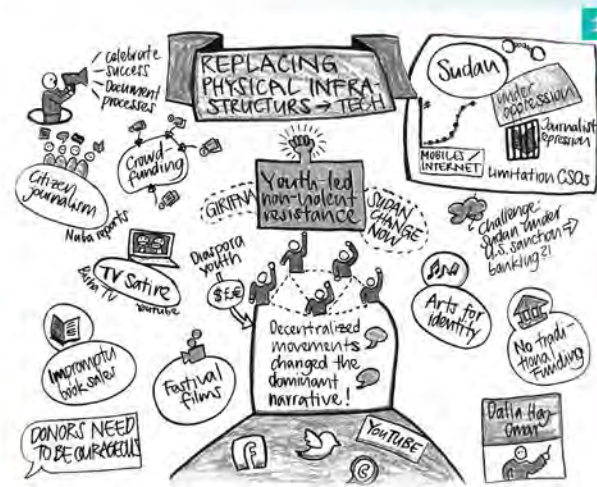 celebrate
success
Document
processes
REPLACING
PHYSICAL INFRA-
STRUCTURS → TECH
Sudan
under
oppression
MOBILES /
INTERNET
Journalist
repression
Limitation CSOs
Citizen
journalism
Nuba reports
Crowd-
funding
GIRIFNA
Youth-led
non-violent
resistance
SUDAN
CHANGE
NOW
challenge:
Sudan under
U.S. sanction ⇒
banking?!
TV Satire
YouTube
Diaspora
youth
$£€
Arts for
identity
No tradi-
tional
Funding
Impromptu
book sales
Festival
films
Decentralized
movements
changed the
dominant
narrative!
DONORS NEED
TO BE COURAGEOUS
f
YOUTUBE
Dalia Hag-
Omar